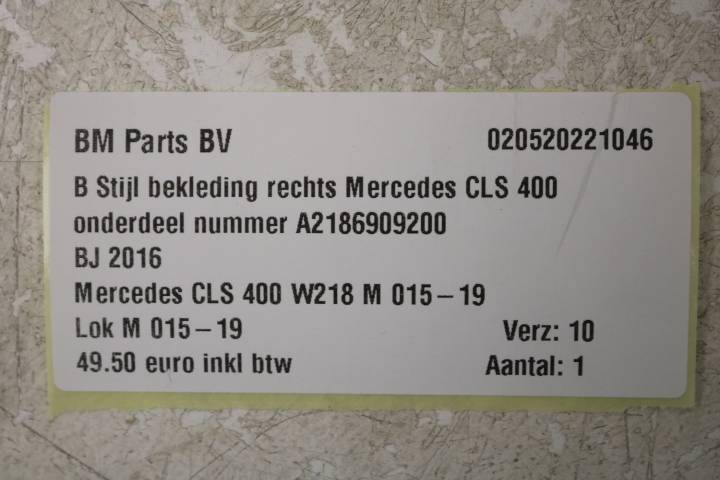 BM Parts BV 020520221046
B Stijl bekleding rechts Mercedes CLS 400
onderdeel nummer A2186909200
BJ 2016
Mercedes CLS 400 W218 M 015-19
Lok M 015-19 Verz: 10
49.50 euro inkl btw Aantal: 1